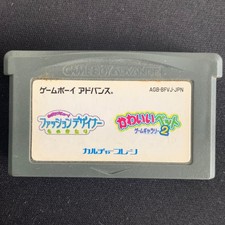 GAME BOY ADVANCE
ゲームボーイ アドバンス®
AGB-BFVJ-JPN
ファッションデザイナー
かわいいペット
ゲームギャラリー2
カルチャーブレーン